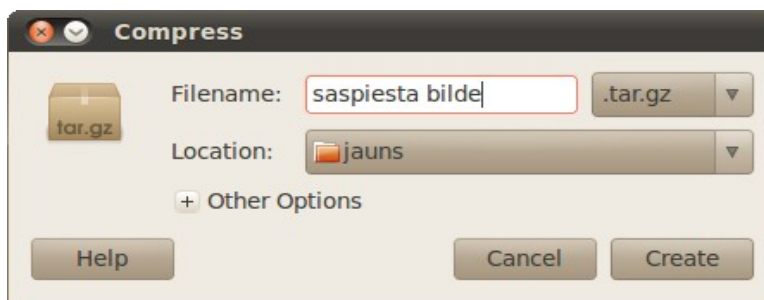 Compress
Filename: saspiesta bilde .tar.gz
tar.gz
Location: jauns
+ Other Options
Help Cancel Create